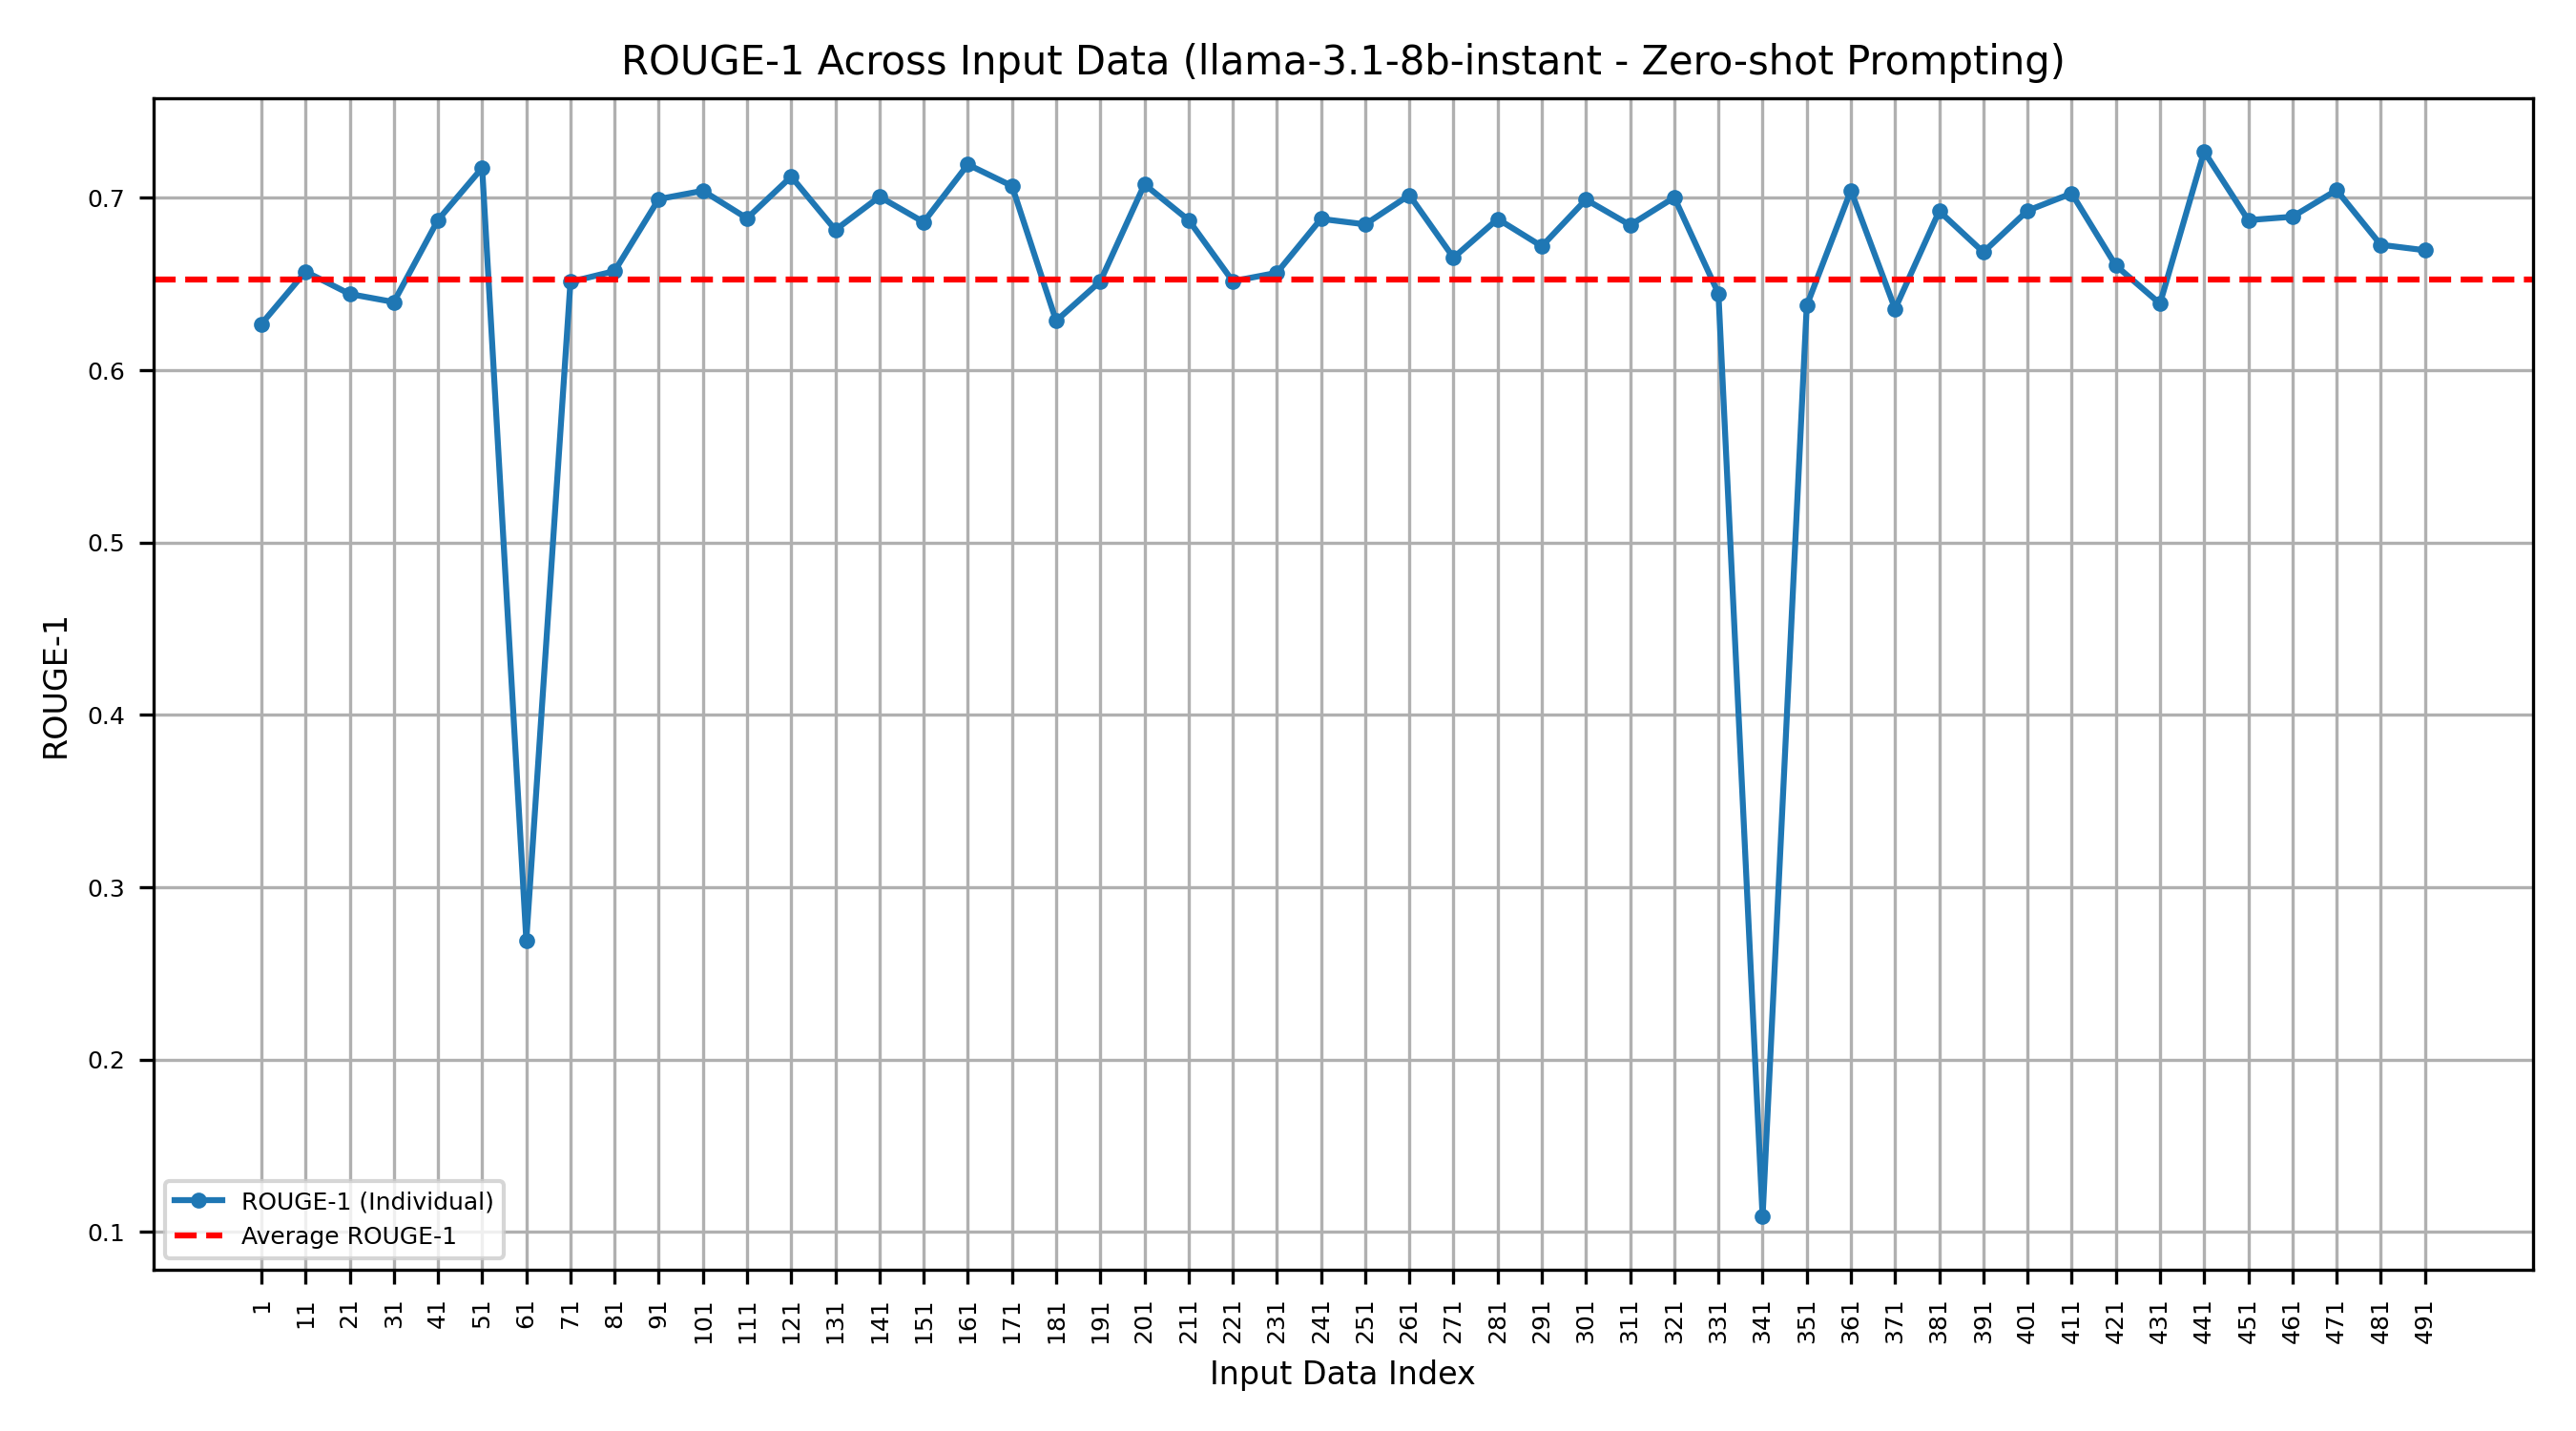 ROUGE-1 Across Input Data (llama-3.1-8b-instant - Zero-shot Prompting)
ROUGE-1
0.7
0.6
0.5
0.4
0.3
0.2
0.1
ROUGE-1 (Individual)
Average ROUGE-1
1 11 21 31 41 51 61 71 81 91 101 111 121 131 141 151 161 171 181 191 201 211 221 231 241 251 261 271 281 291 301 311 321 331 341 351 361 371 381 391 401 411 421 431 441 451 461 471 481 491
Input Data Index